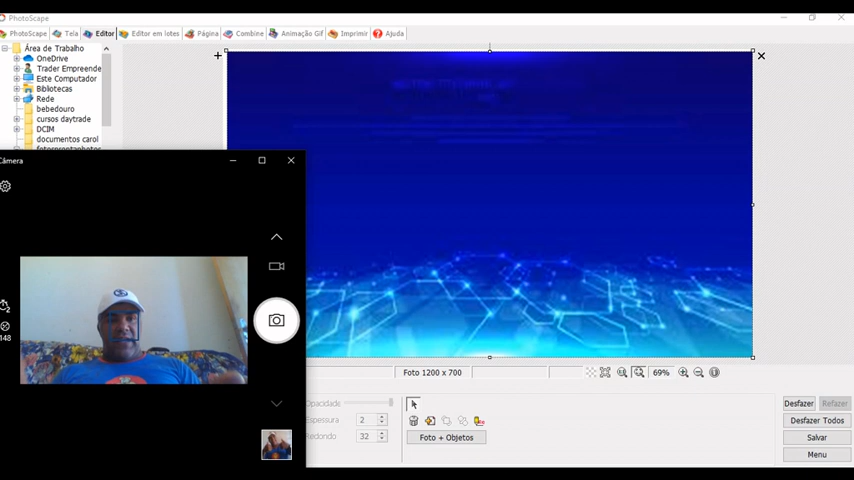 PhotoScape
PhotoScape
Tela
Editor
Editor em lotes
Página
Combine
Animação Gif
Imprimir
Ajuda
Área de Trabalho
OneDrive
Trader Empreende
Este Computador
Bibliotecas
Rede
bebedouro
cursos daytrade
DCIM
documentos carol
Câmera
148
Foto 1200 x 700
69%
Opacidade
Espessura 2
Redondo 32
Foto + Objetos
Desfazer
Refazer
Desfazer Todos
Salvar
Menu